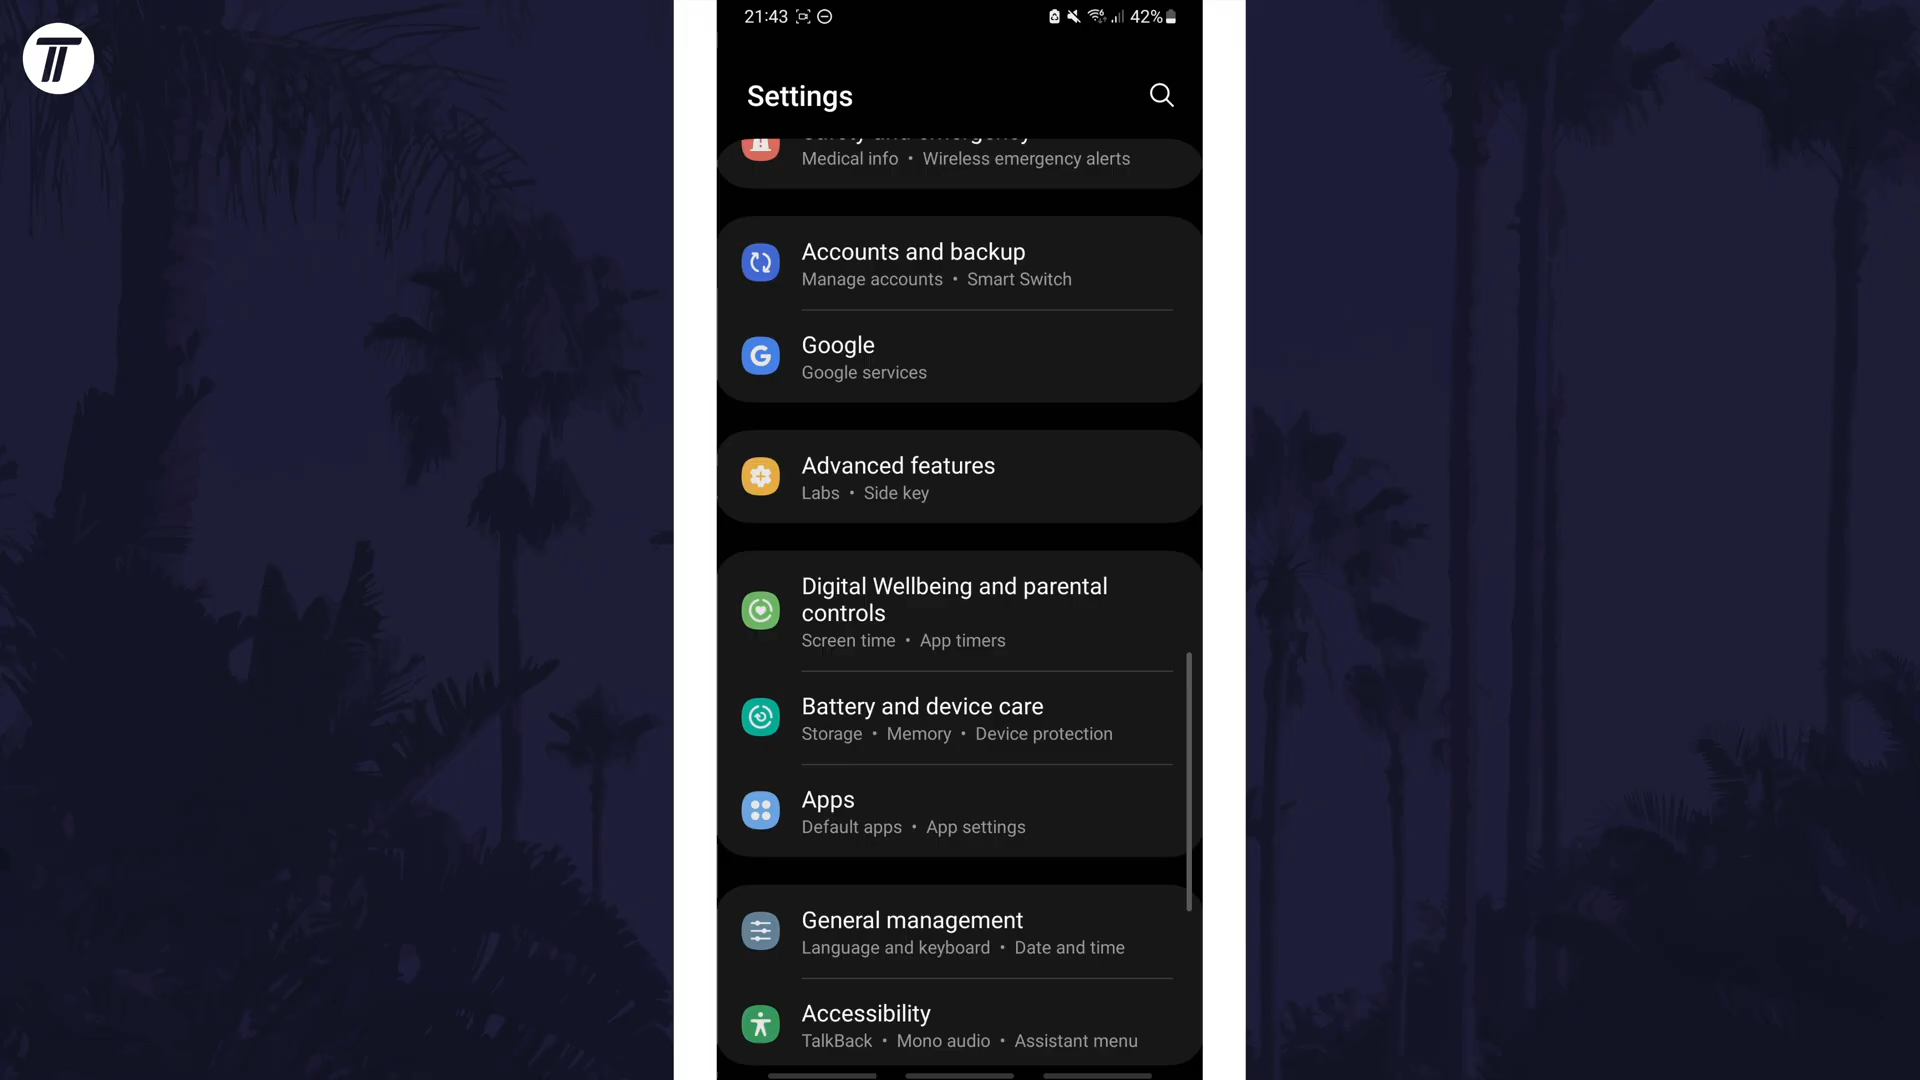 21:43 42%
Settings
Safety and emergency
Medical info • Wireless emergency alerts
Accounts and backup
Manage accounts • Smart Switch
Google
Google services
Advanced features
Labs • Side key
Digital Wellbeing and parental
controls
Screen time • App timers
Battery and device care
Storage • Memory • Device protection
Apps
Default apps • App settings
General management
Language and keyboard • Date and time
Accessibility
TalkBack • Mono audio • Assistant menu